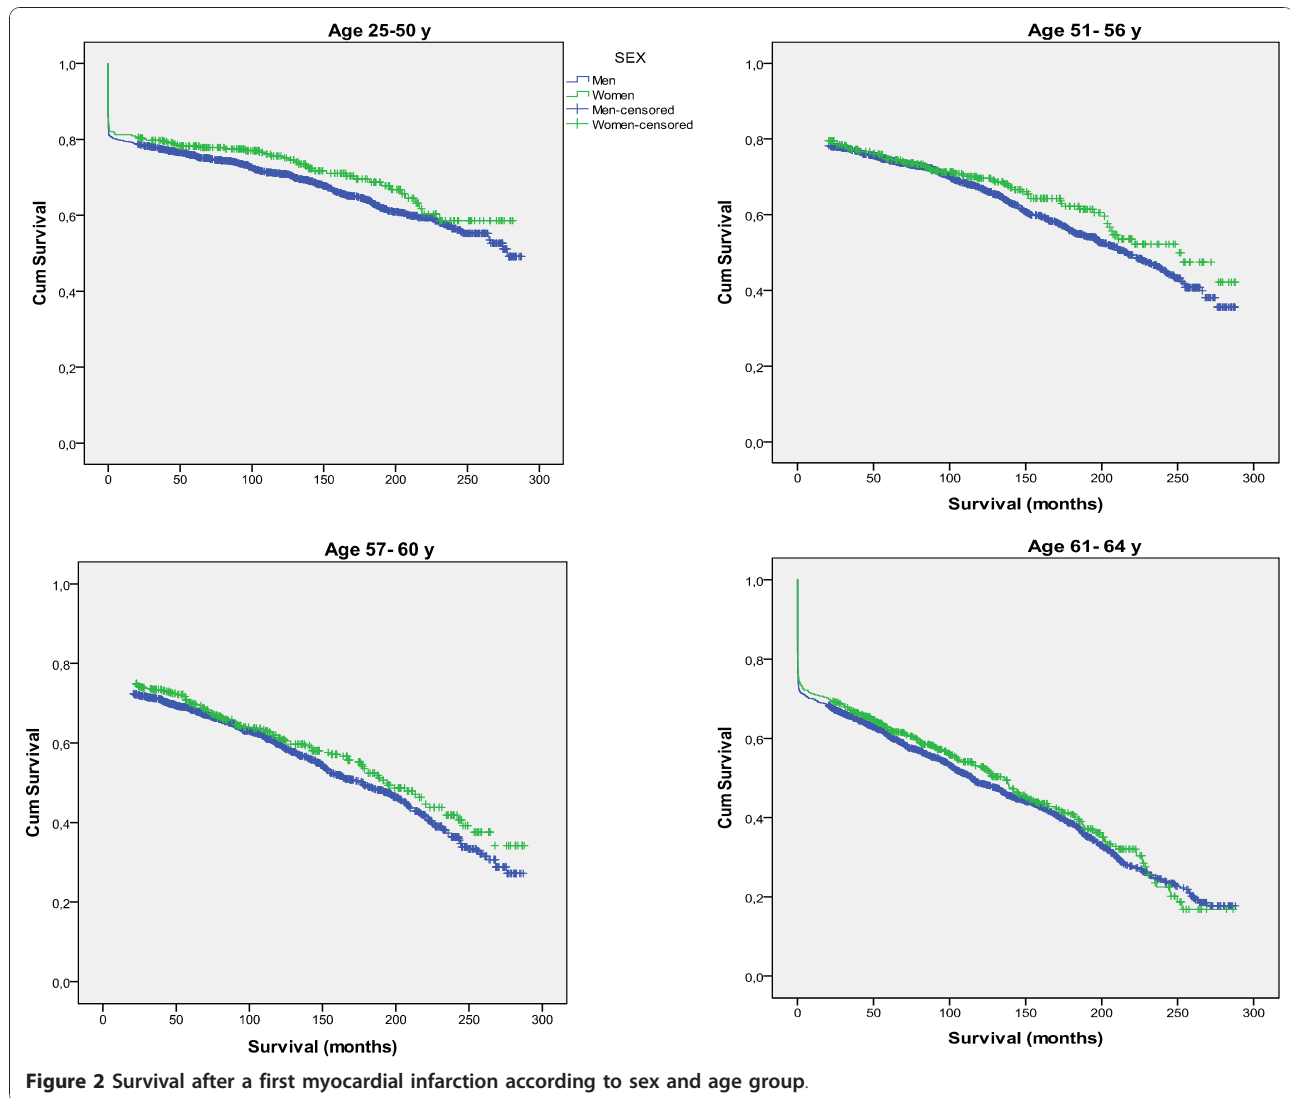 Age 25-50 y
Cum Survival
1,0
0,8
0,6
0,4
0,2
0,0
0 50 100 150 200 250 300
SEX
Men
Women
Men-censored
Women-censored
Age 51- 56 y
Cum Survival
1,0
0,8
0,6
0,4
0,2
0,0
0 50 100 150 200 250 300
Survival (months)
Age 57- 60 y
Cum Survival
1,0
0,8
0,6
0,4
0,2
0,0
0 50 100 150 200 250 300
Survival (months)
Age 61- 64 y
Cum Survival
1,0
0,8
0,6
0,4
0,2
0,0
0 50 100 150 200 250 300
Survival (months)
Figure 2 Survival after a first myocardial infarction according to sex and age group.